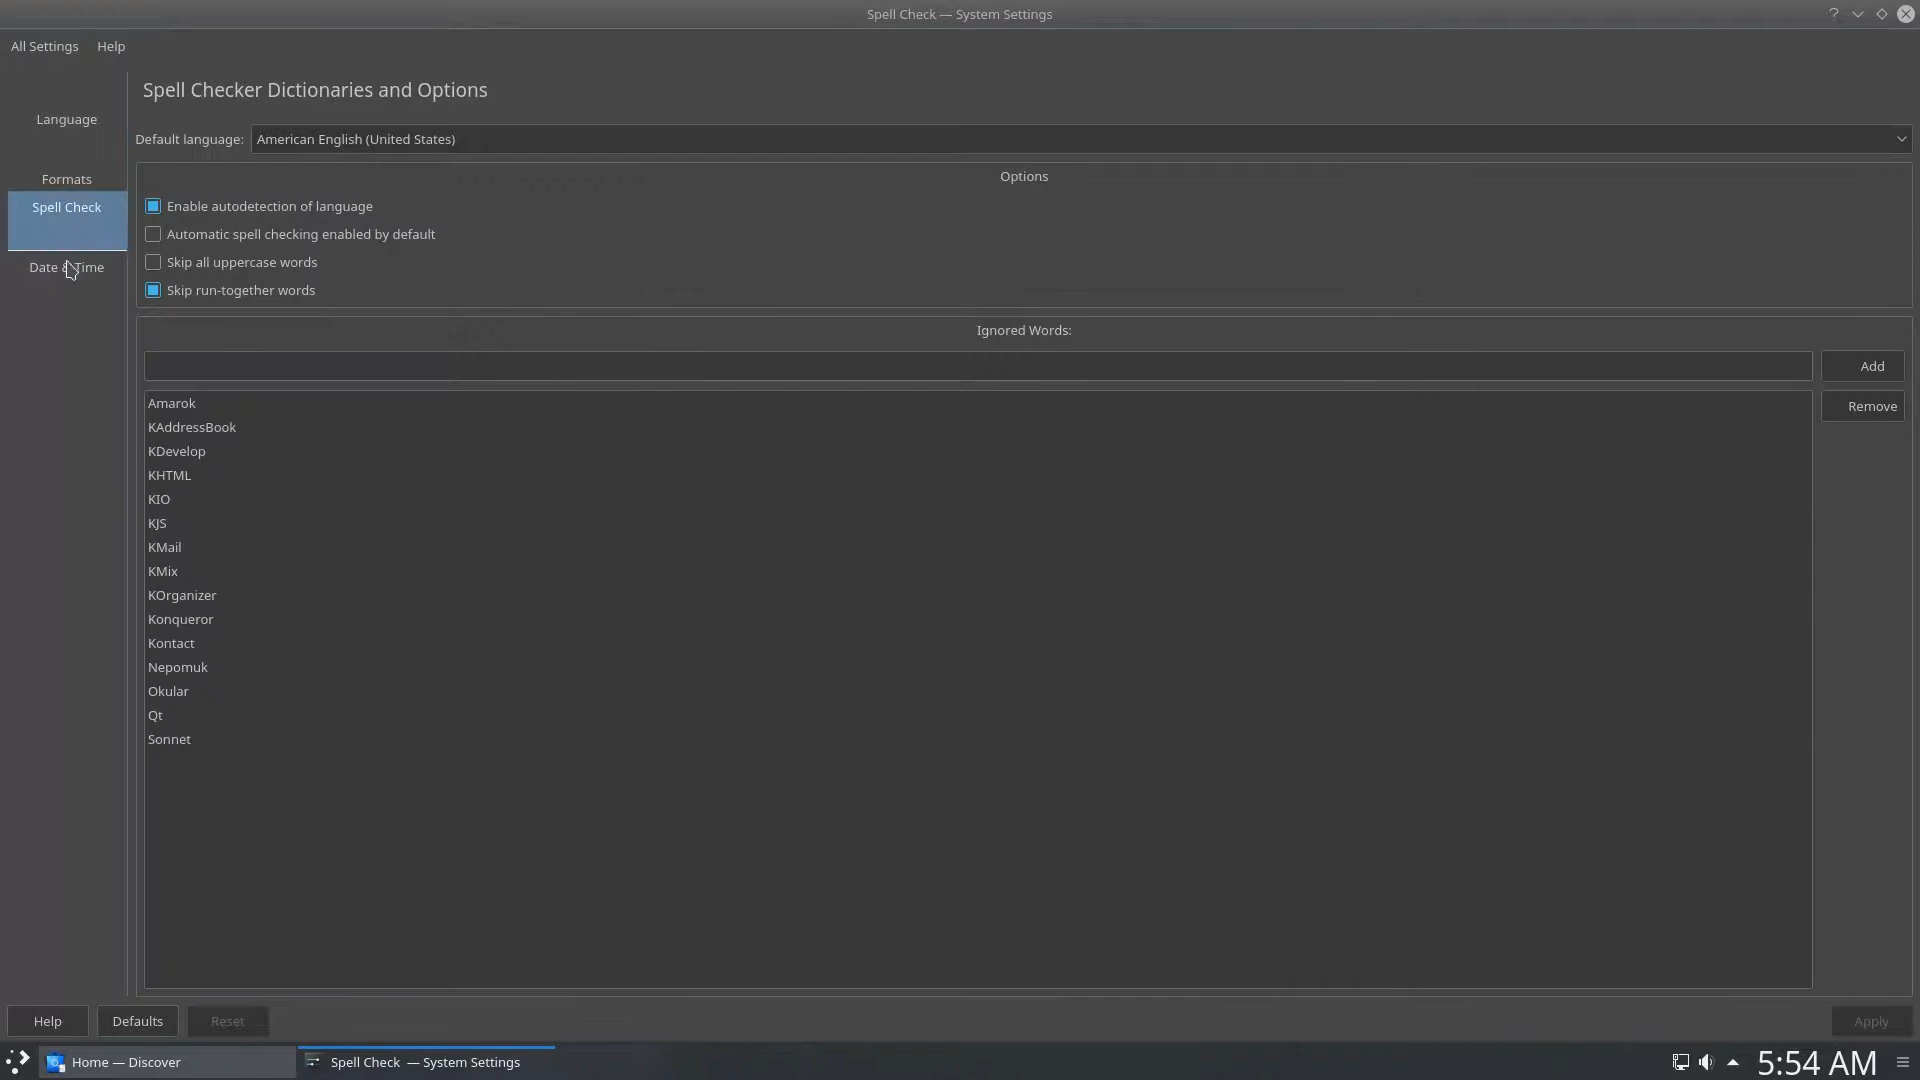 Spell Check — System Settings
All Settings Help
Spell Checker Dictionaries and Options
Language
Default language: American English (United States)
Formats
Options
Spell Check
Enable autodetection of language
Automatic spell checking enabled by default
Date & Time
Skip all uppercase words
Skip run-together words
Ignored Words:
Add
Remove
Amarok
KAddressBook
KDevelop
KHTML
KIO
KJS
KMail
KMix
KOrganizer
Konqueror
Kontact
Nepomuk
Okular
Qt
Sonnet
Help Defaults Reset Apply
Home — Discover Spell Check — System Settings 5:54 AM